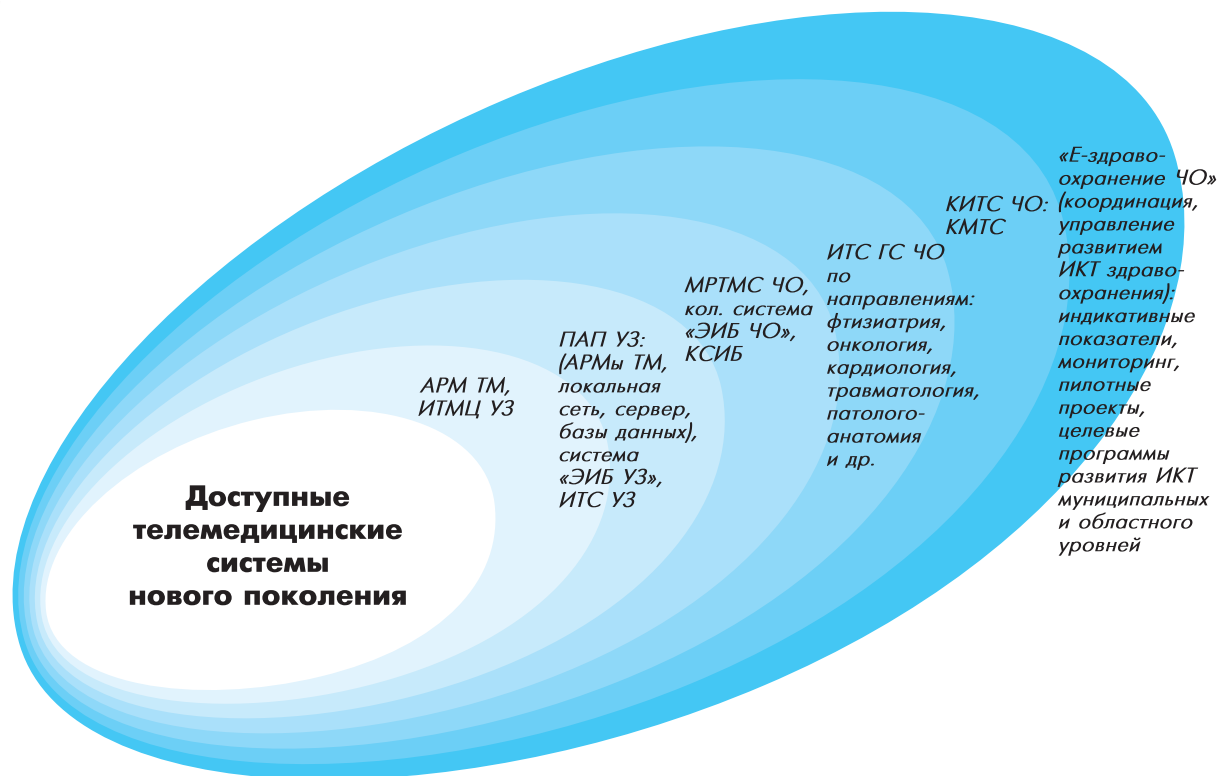 Доступные
телемедицинские
системы
нового поколения
АРМ ТМ,
ИТМЦ УЗ
ПАП УЗ:
(АРМы ТМ,
локальная
сеть, сервер,
базы данных),
система
«ЭИБ УЗ»,
ИТС УЗ
МРТМС ЧО,
кол. система
«ЭИБ ЧО»,
КСИБ
ИТС ГС ЧО
по
направлениям:
фтизиатрия,
онкология,
кардиология,
травматология,
патолого-
анатомия
и др.
КИТС ЧО:
КМТС
«Е-здраво-
охранение ЧО»
(координация,
управление
развитием
ИКТ здраво-
охранения):
индикативные
показатели,
мониторинг,
пилотные
проекты,
целевые
программы
развития ИКТ
муниципальных
и областного
уровней